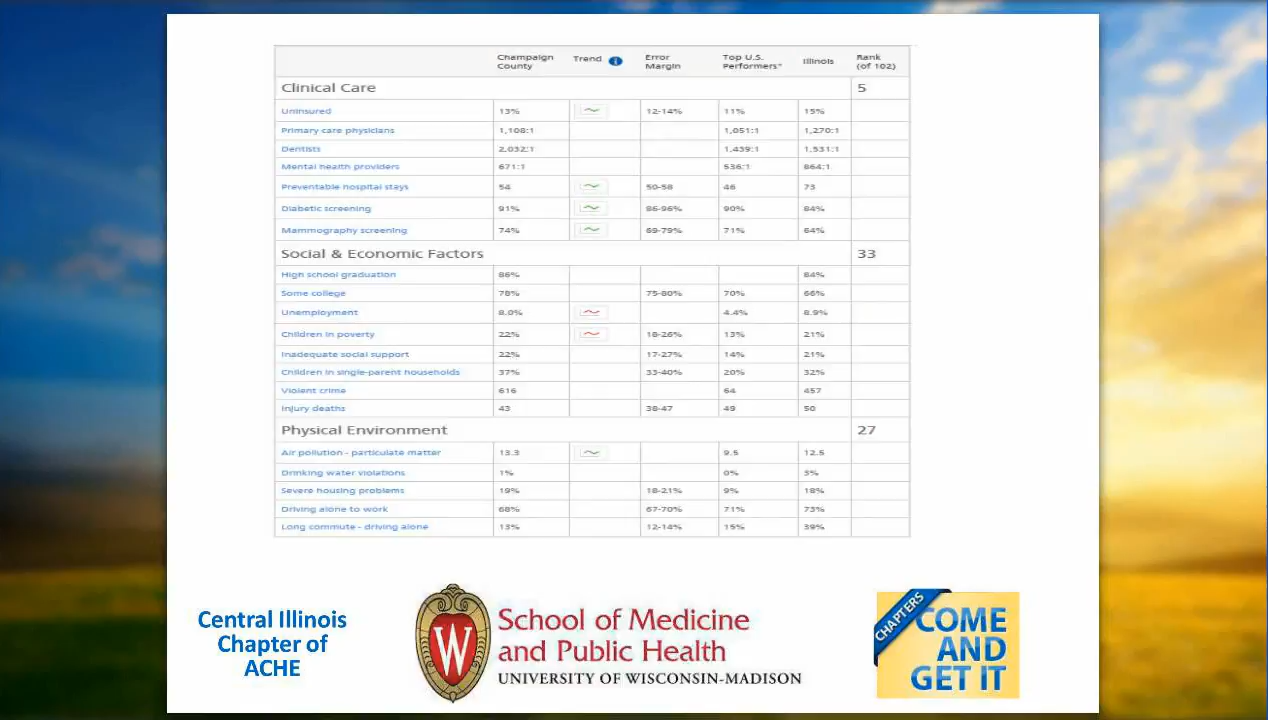 Champaign County Trend Error Margin Top U.S. Performers* Illinois Rank (of 102)
Clinical Care 5
Uninsured 13% 12-14% 11% 15%
Primary care physicians 1,108:1 1,051:1 1,270:1
Dentists 2,032:1 1,439:1 1,531:1
Mental health providers 671:1 536:1 864:1
Preventable hospital stays 54 50-58 46 73
Diabetic screening 91% 86-96% 90% 84%
Mammography screening 74% 69-79% 71% 64%
Social & Economic Factors 33
High school graduation 86% 84%
Some college 78% 75-80% 70% 66%
Unemployment 8.0% 4.4% 8.9%
Children in poverty 22% 18-26% 13% 21%
Inadequate social support 22% 17-27% 14% 21%
Children in single-parent households 37% 33-40% 20% 32%
Violent crime 616 64 457
Injury deaths 43 38-47 49 50
Physical Environment 27
Air pollution - particulate matter 13.3 9.5 12.5
Drinking water violations 1% 0% 3%
Severe housing problems 19% 18-21% 9% 18%
Driving alone to work 68% 67-70% 71% 73%
Long commute - driving alone 13% 12-14% 15% 39%
Central Illinois
Chapter of
ACHE
W
School of Medicine
and Public Health
UNIVERSITY OF WISCONSIN-MADISON
CHAPTERS
COME
AND
GET IT